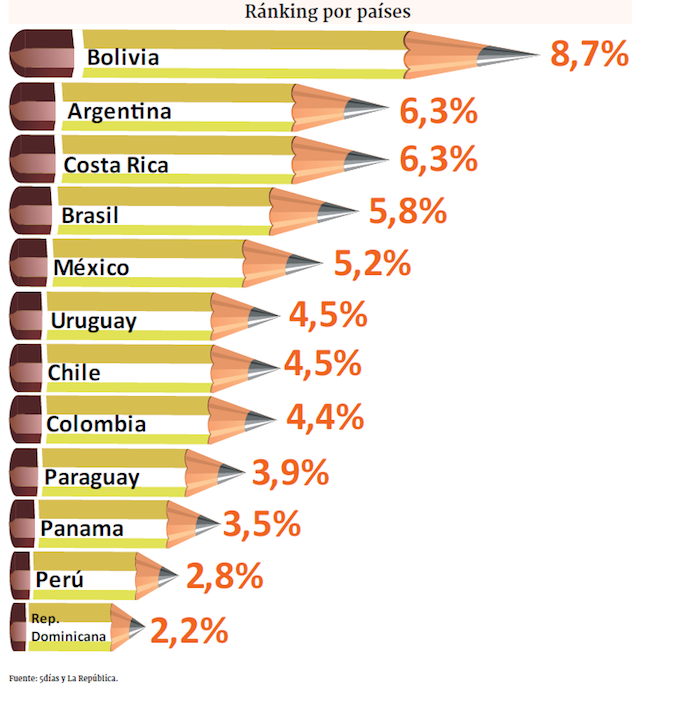 Ránking por países
Bolivia 8,7%
Argentina 6,3%
Costa Rica 6,3%
Brasil 5,8%
México 5,2%
Uruguay 4,5%
Chile 4,5%
Colombia 4,4%
Paraguay 3,9%
Panama 3,5%
Perú 2,8%
Rep.
Dominicana 2,2%
Fuente: 5días y La República.